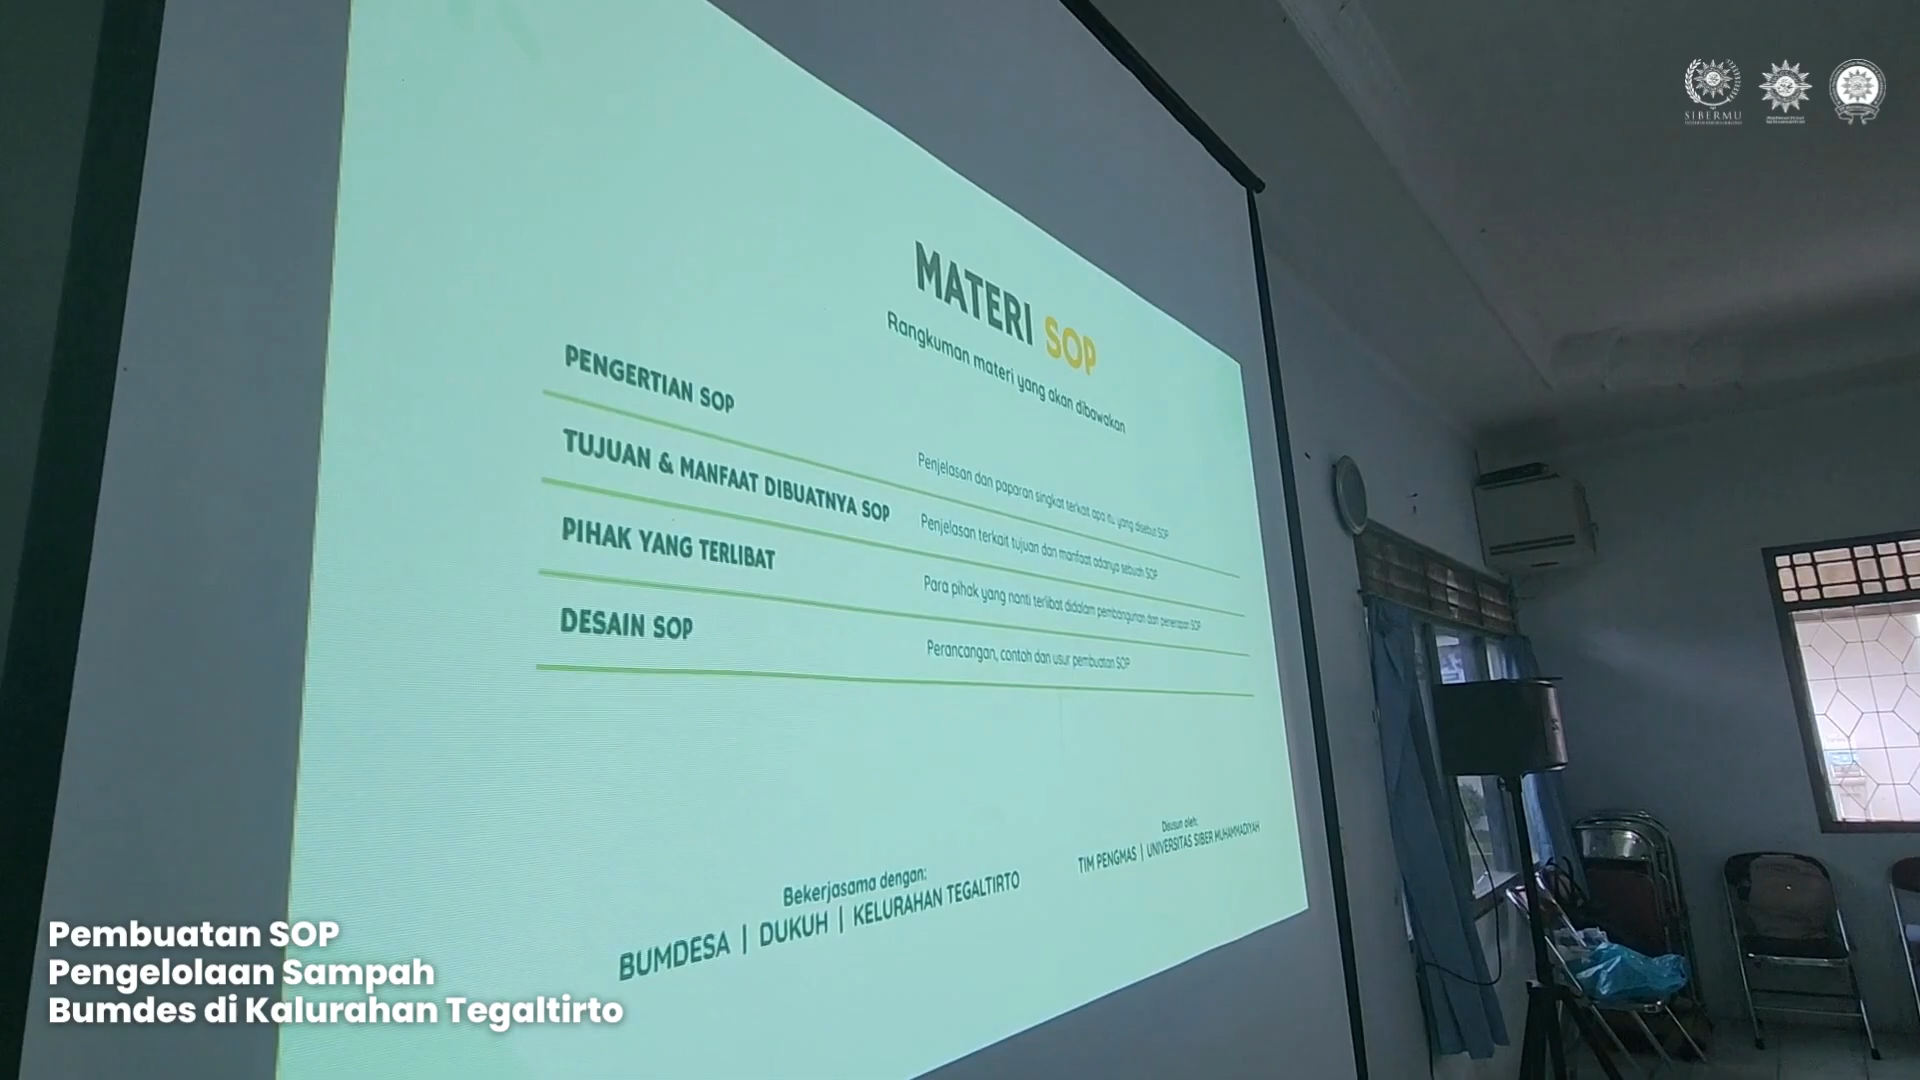 SIBERMU
MATERI SOP
Rangkuman materi yang akan dibawakan
PENGERTIAN SOP
Penjelasan dan paparan singkat terkait apa itu yang disebut SOP
TUJUAN & MANFAAT DIBUATNYA SOP
Penjelasan terkait tujuan dan manfaat adanya sebuah SOP
PIHAK YANG TERLIBAT
Para pihak yang nanti terlibat didalam pembangunan dan penerapan SOP
DESAIN SOP
Perancangan, contoh dan usur pembuatan SOP
Bekerjasama dengan:
BUMDESA | DUKUH | KELURAHAN TEGALTIRTO
Disusun oleh:
TIM PENGMAS | UNIVERSITAS SIBER MUHAMMADIYAH
Pembuatan SOP
Pengelolaan Sampah
Bumdes di Kalurahan Tegaltirto